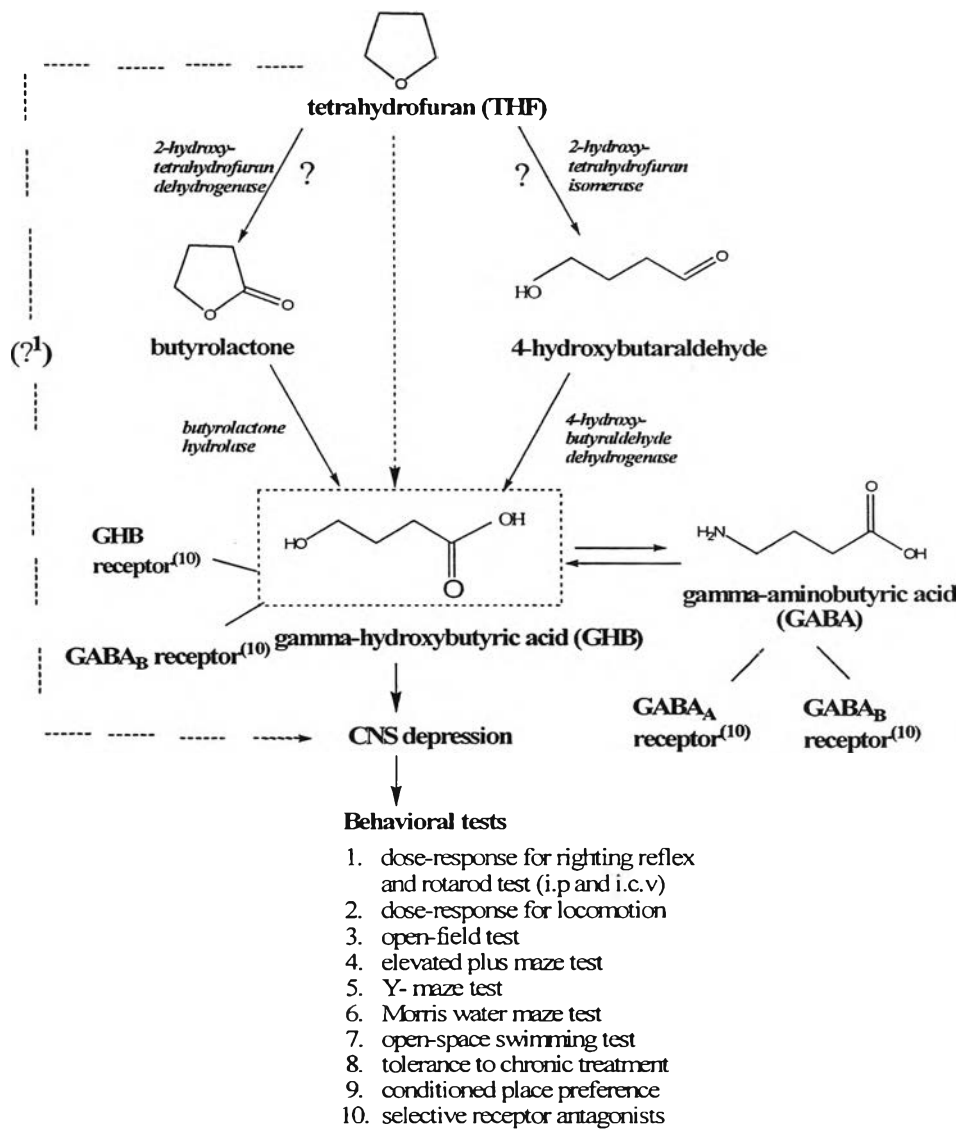 O
tetrahydrofuran (THF)
2-hydroxy-
tetrahydrofuran
dehydrogenase
?
?
2-hydroxy-
tetrahydrofuran
isomerase
O
O
butyrolactone
HO
O
4-hydroxybutaraldehyde
(?¹)
butyrolactone
hydrolase
4-hydroxy-
butyraldehyde
dehydrogenase
GHB
receptor⁽¹⁰⁾
HO
OH
O
H₂N
O
OH
GABA_B receptor⁽¹⁰⁾
gamma-hydroxybutyric acid (GHB)
gamma-aminobutyric acid
(GABA)
GABA_A
receptor⁽¹⁰⁾
GABA_B
receptor⁽¹⁰⁾
CNS depression
Behavioral tests
1. dose-response for righting reflex
and rotarod test (i.p and i.c.v)
2. dose-response for locomotion
3. open-field test
4. elevated plus maze test
5. Y- maze test
6. Morris water maze test
7. open-space swimming test
8. tolerance to chronic treatment
9. conditioned place preference
10. selective receptor antagonists